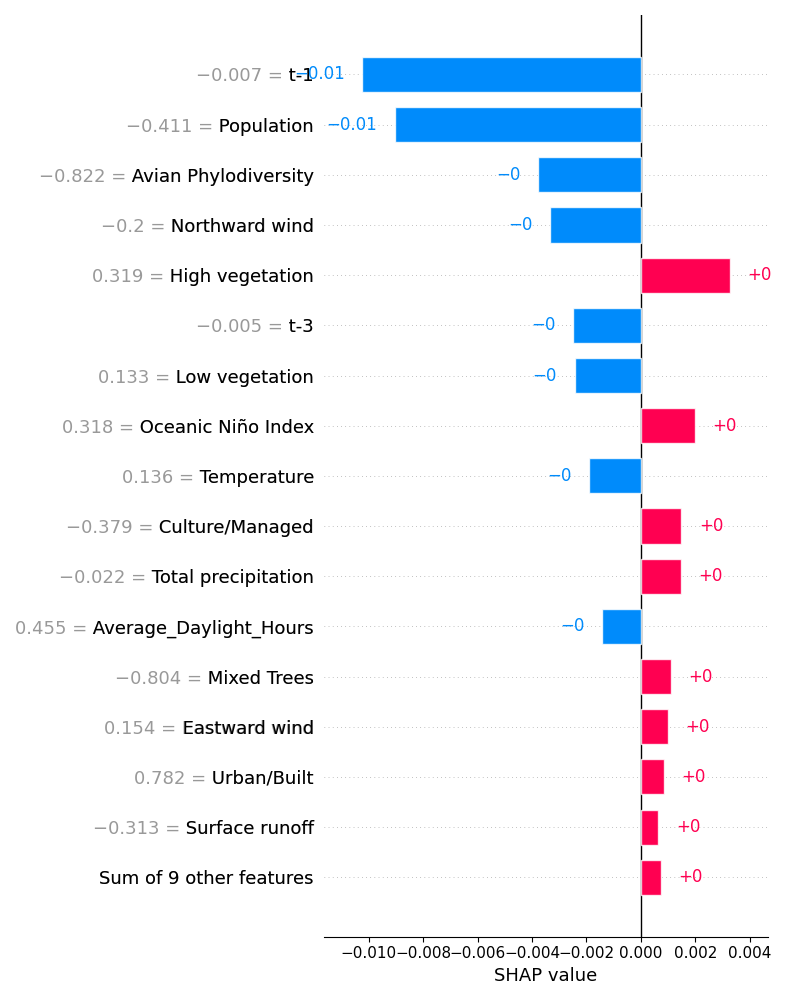 −0.007 = t-1 −0.01
−0.411 = Population −0.01
−0.822 = Avian Phylodiversity −0
−0.2 = Northward wind −0
0.319 = High vegetation +0
−0.005 = t-3 −0
0.133 = Low vegetation −0
0.318 = Oceanic Niño Index +0
0.136 = Temperature −0
−0.379 = Culture/Managed +0
−0.022 = Total precipitation +0
0.455 = Average_Daylight_Hours −0
−0.804 = Mixed Trees +0
0.154 = Eastward wind +0
0.782 = Urban/Built +0
−0.313 = Surface runoff +0
Sum of 9 other features +0
−0.010 −0.008 −0.006 −0.004 −0.002 0.000 0.002 0.004
SHAP value